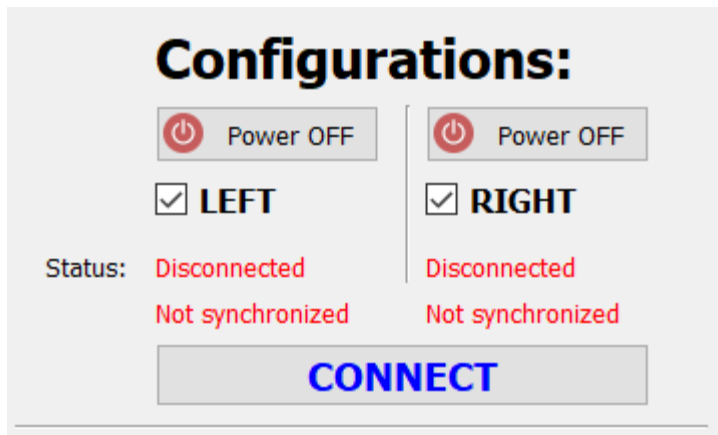 Configurations:
Power OFF Power OFF
LEFT RIGHT
Status: Disconnected Disconnected
Not synchronized Not synchronized
CONNECT